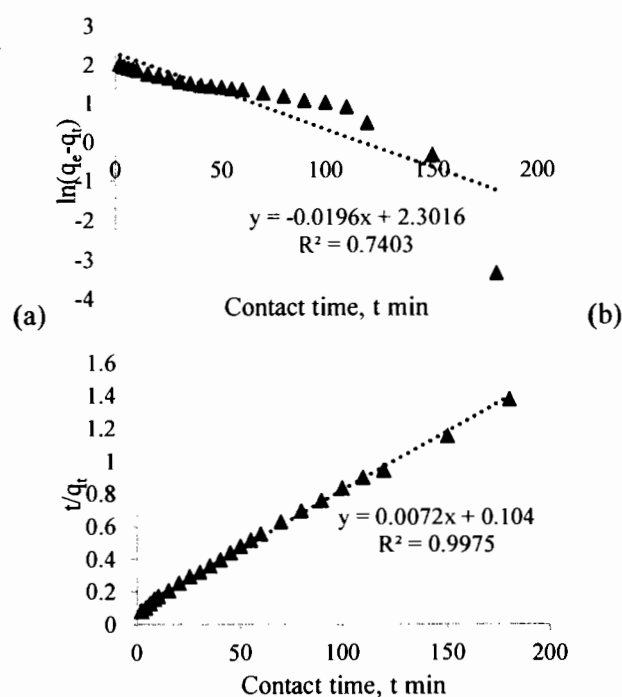 3
2
1
0
-1
-2
-3
-4
ln(qe-qt)
0
50
100
150
200
y = -0.0196x + 2.3016
R² = 0.7403
Contact time, t min
(a)
(b)
1.6
1.4
1.2
1
0.8
0.6
0.4
0.2
0
t/qt
y = 0.0072x + 0.104
R² = 0.9975
0
50
100
150
200
Contact time, t min